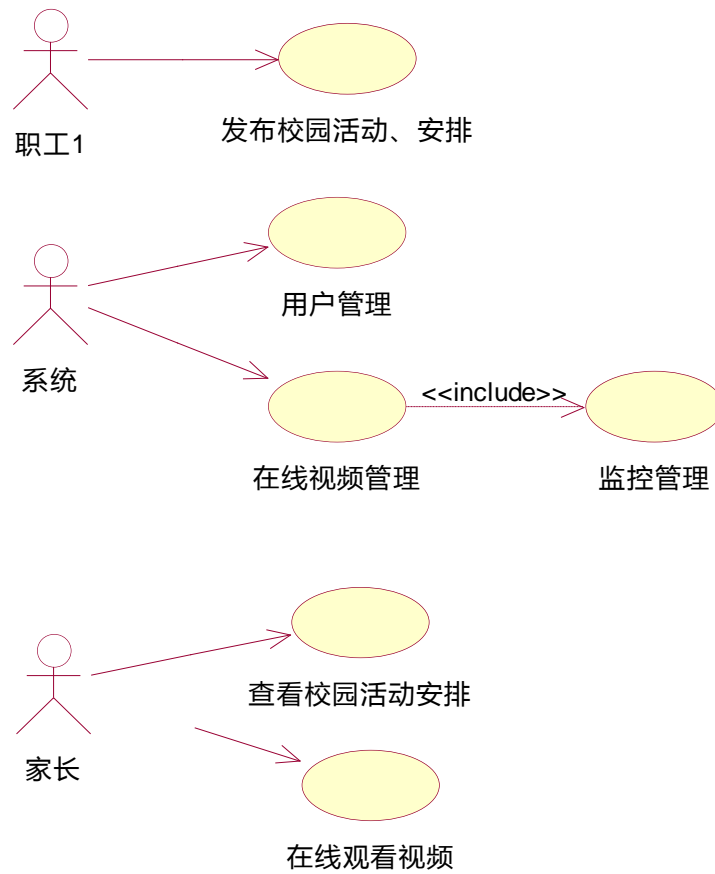 职工1
发布校园活动、安排
用户管理
系统
<<include>>
在线视频管理
监控管理
查看校园活动安排
家长
在线观看视频